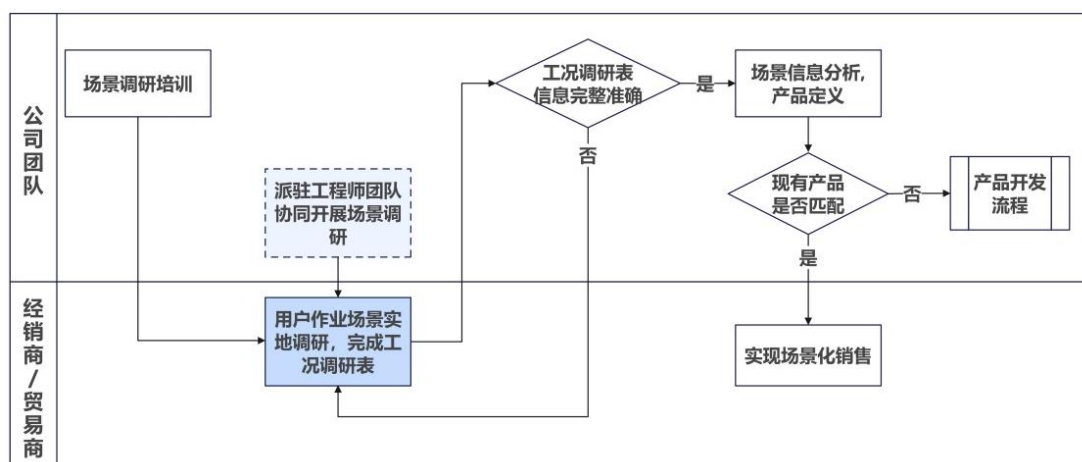 公司团队
场景调研培训
工况调研表
信息完整准确
是
场景信息分析，
产品定义
否
派驻工程师团队
协同开展场景调
研
现有产品
是否匹配
否
产品开发
流程
是
经销商/贸易商
用户作业场景实
地调研，完成工
况调研表
实现场景化销售